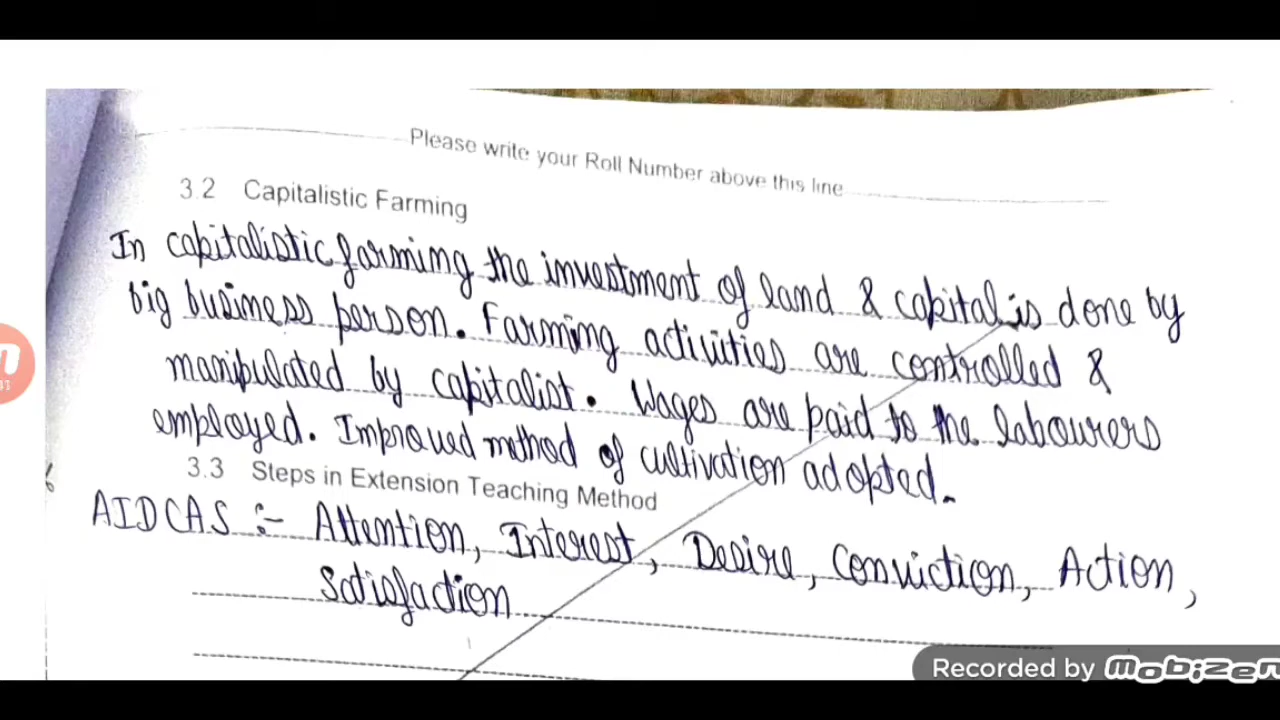 Please write your Roll Number above this line
3.2 Capitalistic Farming
In capitalistic farming the investment of land & capital is done by
big business person. Farming activities are controlled &
manipulated by capitalist. Wages are paid to the labourers
employed. Improved method of cultivation adopted.
3.3 Steps in Extension Teaching Method
AIDCAS :- Attention, Interest, Desire, Conviction, Action,
Satisfaction
Recorded by mobizen